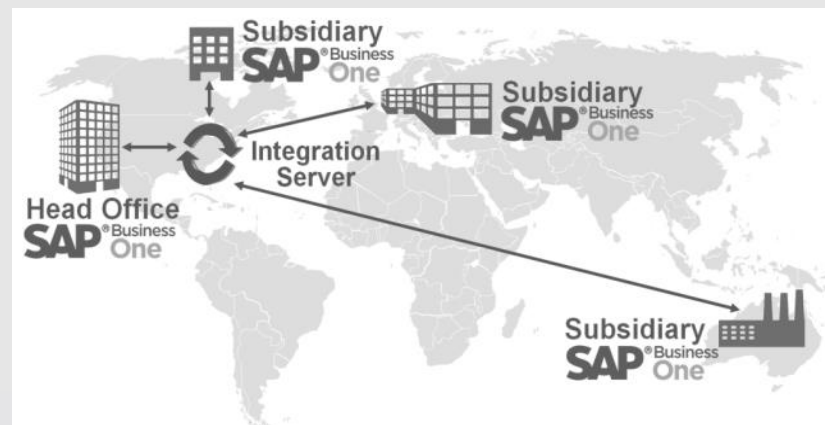 Subsidiary
SAP® Business
One
Subsidiary
SAP® Business
One
Integration
Server
Head Office
SAP® Business
One
Subsidiary
SAP® Business
One